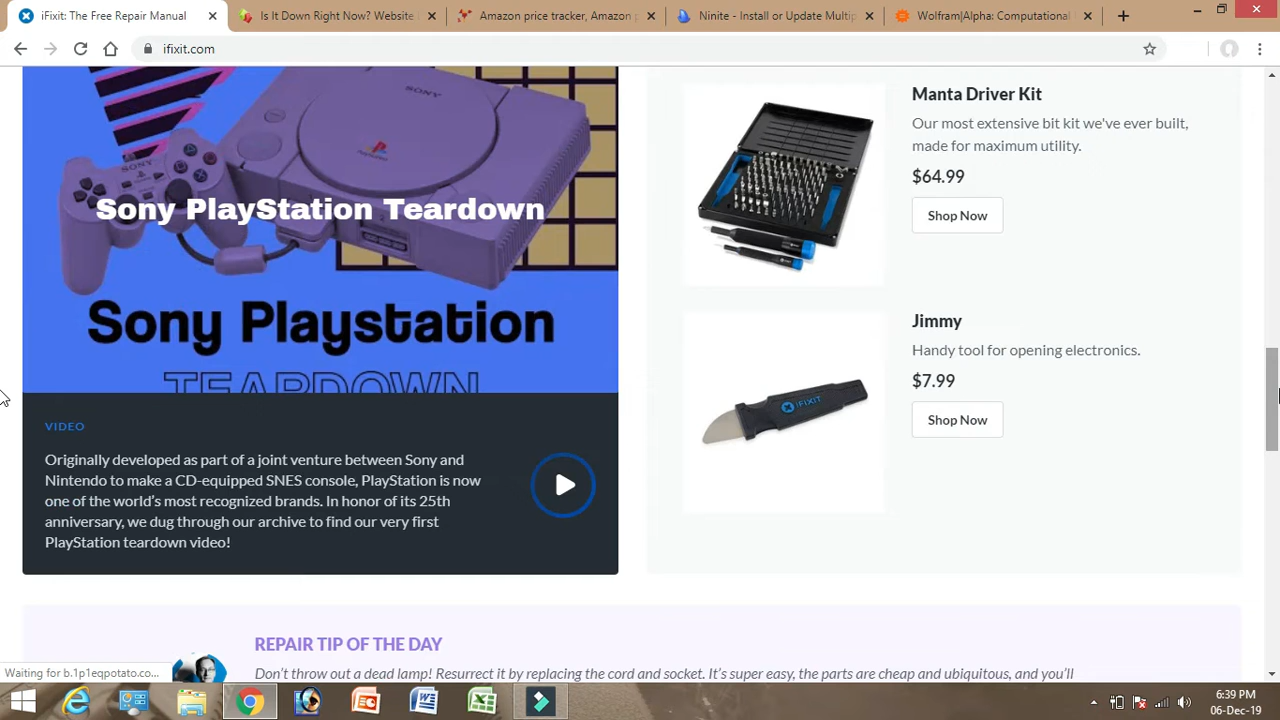 iFixit: The Free Repair Manual
Is It Down Right Now? Website
Amazon price tracker, Amazon p
Ninite - Install or Update Multip
Wolfram|Alpha: Computational
ifixit.com
SONY
PlayStation
Sony PlayStation Teardown
Sony Playstation
TEARDOWN
VIDEO
Originally developed as part of a joint venture between Sony and
Nintendo to make a CD-equipped SNES console, PlayStation is now
one of the world's most recognized brands. In honor of its 25th
anniversary, we dug through our archive to find our very first
PlayStation teardown video!
Manta Driver Kit
Our most extensive bit kit we've ever built,
made for maximum utility.
$64.99
Shop Now
Jimmy
Handy tool for opening electronics.
$7.99
Shop Now
IFIXIT
REPAIR TIP OF THE DAY
Don't throw out a dead lamp! Resurrect it by replacing the cord and socket. It's super easy, the parts are cheap and ubiquitous, and you'll
Waiting for b.1p1eqpotato.co...
6:39 PM
06-Dec-19